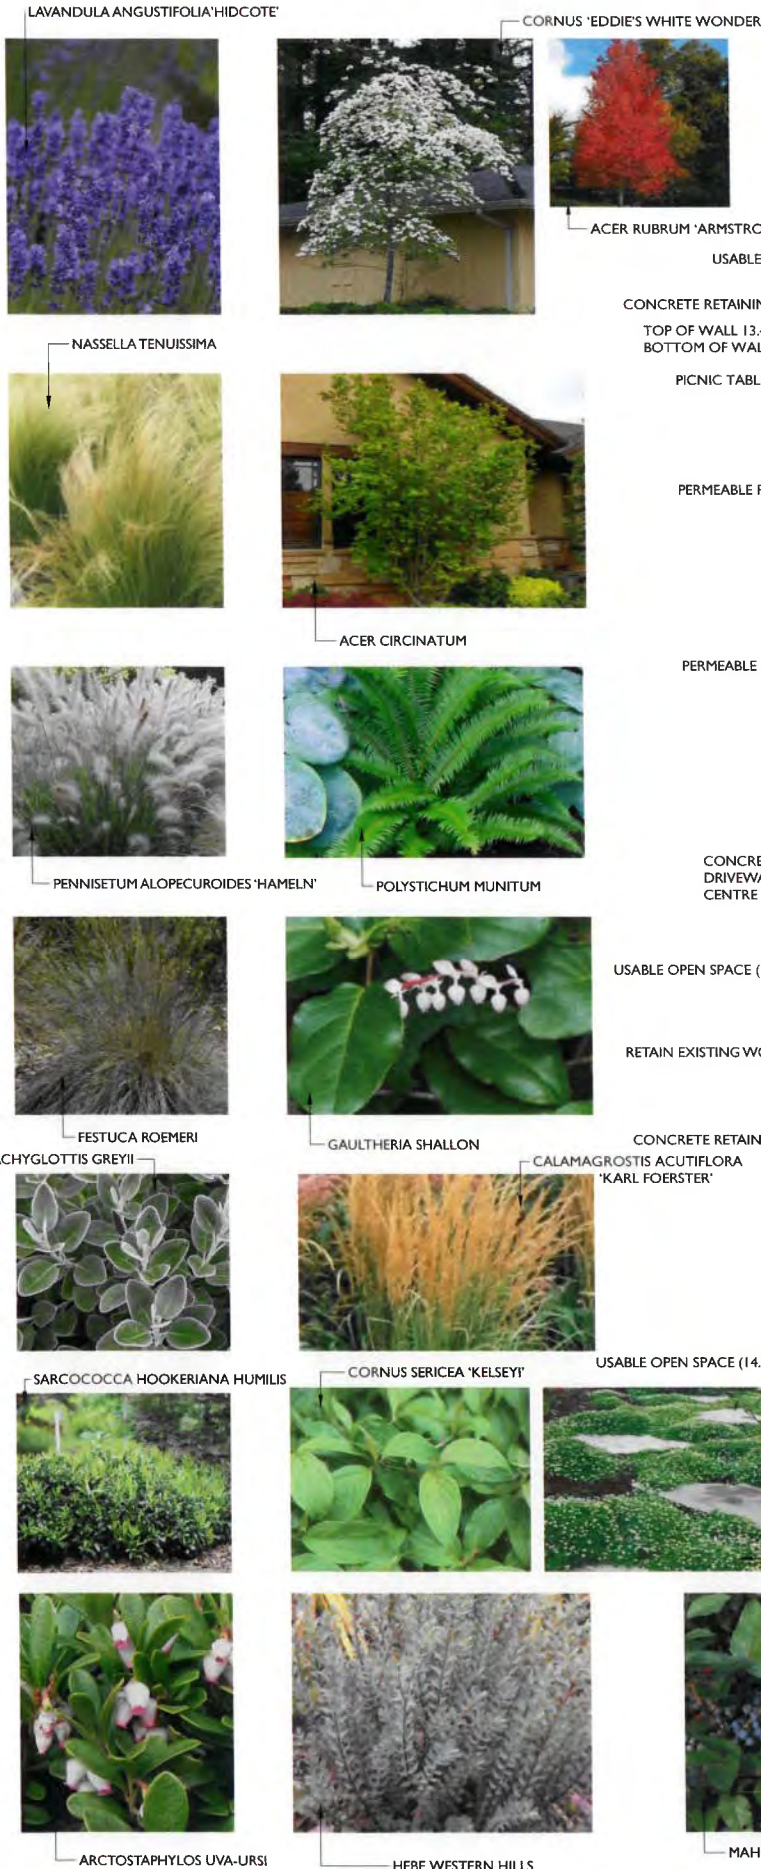 LAVANDULA ANGUSTIFOLIA 'HIDCOTE'
CORNUS 'EDDIE'S WHITE WONDER
ACER RUBRUM 'ARMSTRO
USABLE
CONCRETE RETAININ
TOP OF WALL 13.
BOTTOM OF WAL
NASSELLA TENUISSIMA
PICNIC TABL
PERMEABLE
ACER CIRCINATUM
PERMEABLE
PENNISETUM ALOPECUROIDES 'HAMELN'
POLYSTICHUM MUNITUM
CONCRE
DRIVEWA
CENTRE
USABLE OPEN SPACE (
RETAIN EXISTING WO
FESTUCA ROEMERI
GAULTHERIA SHALLON
CONCRETE RETAIN
ACHYGLOTTIS GREYII
CALAMAGROSTIS ACUTIFLORA
'KARL FOERSTER'
USABLE OPEN SPACE (14.
SARCOCOCCA HOOKERIANA HUMILIS
CORNUS SERICEA 'KELSEYI'
ARCTOSTAPHYLOS UVA-URSI
HEBE WESTERN HILLS
MAH